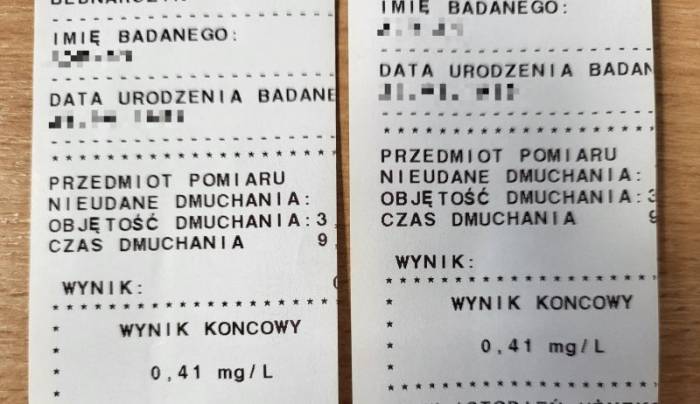 IMIĘ BADANEGO:
DATA URODZENIA BADANE
PRZEDMIOT POMIARU
NIEUDANE DMUCHANIA:
OBJĘTOŚĆ DMUCHANIA:3
CZAS DMUCHANIA 9
WYNIK:
WYNIK KONCOWY
0,41 mg/L
IMIĘ BADANEGO:
DATA URODZENIA BADAN
PRZEDMIOT POMIARU
NIEUDANE DMUCHANIA:
OBJĘTOŚĆ DMUCHANIA:3
CZAS DMUCHANIA 9
WYNIK:
WYNIK KONCOWY
0,41 mg/L